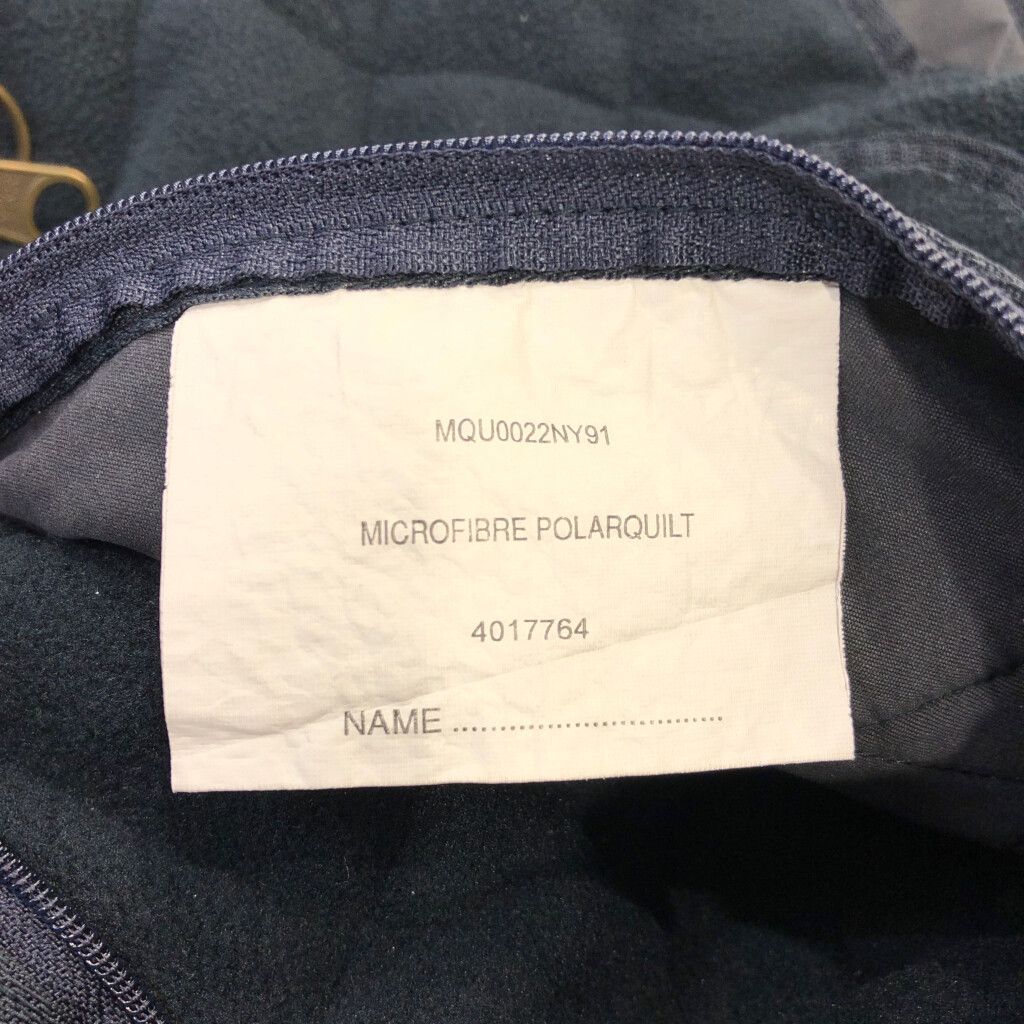 MQU0022NY91
MICROFIBRE POLARQUILT
4017764
NAME ..................................